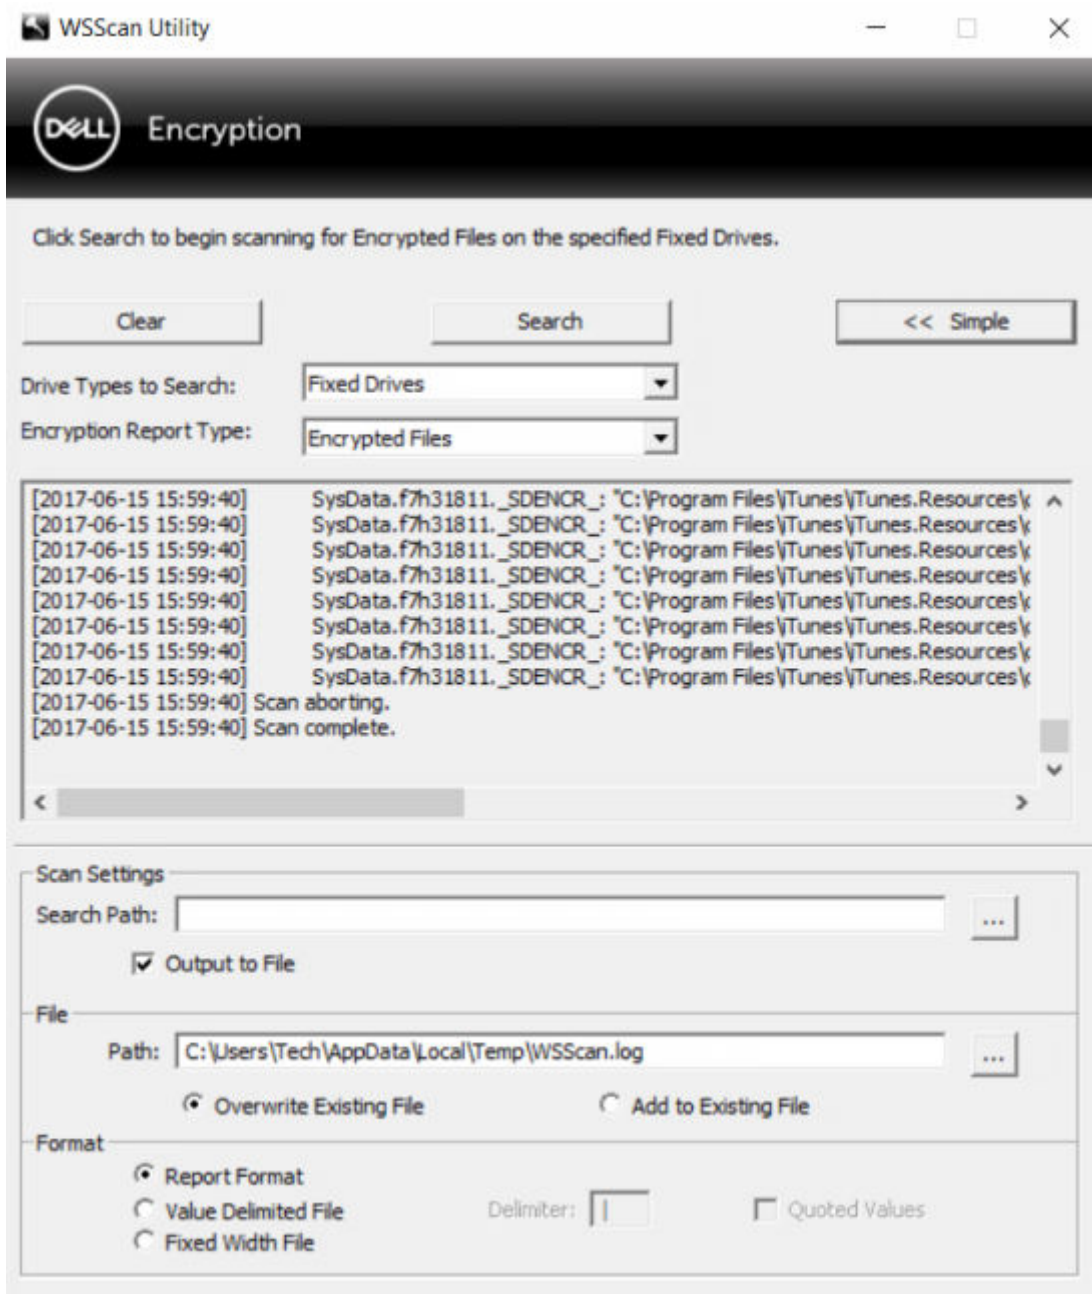 WSScan Utility
DELL Encryption
Click Search to begin scanning for Encrypted Files on the specified Fixed Drives.
Clear Search << Simple
Drive Types to Search: Fixed Drives
Encryption Report Type: Encrypted Files
[2017-06-15 15:59:40] SysData.f7h31811._SDENCR_: "C:\Program Files\iTunes\iTunes.Resources\
[2017-06-15 15:59:40] SysData.f7h31811._SDENCR_: "C:\Program Files\iTunes\iTunes.Resources\
[2017-06-15 15:59:40] SysData.f7h31811._SDENCR_: "C:\Program Files\iTunes\iTunes.Resources\
[2017-06-15 15:59:40] SysData.f7h31811._SDENCR_: "C:\Program Files\iTunes\iTunes.Resources\
[2017-06-15 15:59:40] SysData.f7h31811._SDENCR_: "C:\Program Files\iTunes\iTunes.Resources\
[2017-06-15 15:59:40] SysData.f7h31811._SDENCR_: "C:\Program Files\iTunes\iTunes.Resources\
[2017-06-15 15:59:40] SysData.f7h31811._SDENCR_: "C:\Program Files\iTunes\iTunes.Resources\
[2017-06-15 15:59:40] SysData.f7h31811._SDENCR_: "C:\Program Files\iTunes\iTunes.Resources\
[2017-06-15 15:59:40] Scan aborting.
[2017-06-15 15:59:40] Scan complete.
Scan Settings
Search Path: ...
Output to File
File
Path: C:\Users\Tech\AppData\Local\Temp\WSScan.log ...
Overwrite Existing File Add to Existing File
Format
Report Format
Value Delimited File Delimiter: | Quoted Values
Fixed Width File